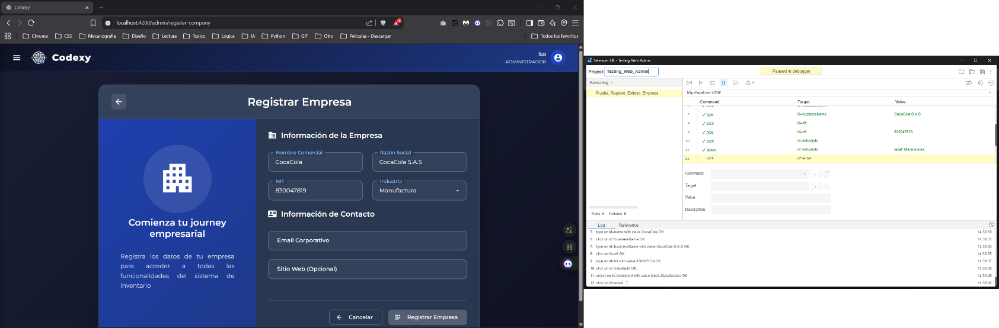 Codexy
localhost:4200/admin/register-company
Chrome
CSS
Mecanografia
Diseño
Lectura
Toxico
Logica
IA
Python
GIT
Otro
Peliculas - Descargar
Todos los favoritos
Codexy
Isa
ADMINISTRADOR
Registrar Empresa
Comienza tu journey
empresarial
Registra los datos de tu empresa
para acceder a todas las
funcionalidades del sistema de
inventario
Información de la Empresa
Nombre Comercial
CocaCola
Razón Social
CocaCola S.A.S
NIT
830047819
Industria
Manufactura
Información de Contacto
Email Corporativo
Sitio Web (Opcional)
Cancelar
Registrar Empresa
Selenium IDE - Testing_Web_Admin
Project: Testing_Web_Admin
Paused in debugger
Executing
Prueba_Registro_Exitoso_Empresa
http://localhost:4200/
Command Target Value
click id=businessName
7 type id=businessName CocaCola S.A.S
8 click id=nit
9 type id=nit 830047819
10 click id=industryId
11 select id=industryId label=Manufactura
12 click id=email
Command
Target
Value
Description
Runs: 0 Failures: 0
Log Reference
5. type on id=name with value CocaCola OK 14:36:30
6. click on id=businessName OK 14:36:31
7. type on id=businessName with value CocaCola S.A.S OK 14:36:33
8. click on id=nit OK 14:36:35
9. type on id=nit with value 830047819 OK 14:36:37
10. click on id=industryId OK 14:36:38
11. select on id=industryId with value label=Manufactura OK 14:36:40
12. click on id=email 14:36:42